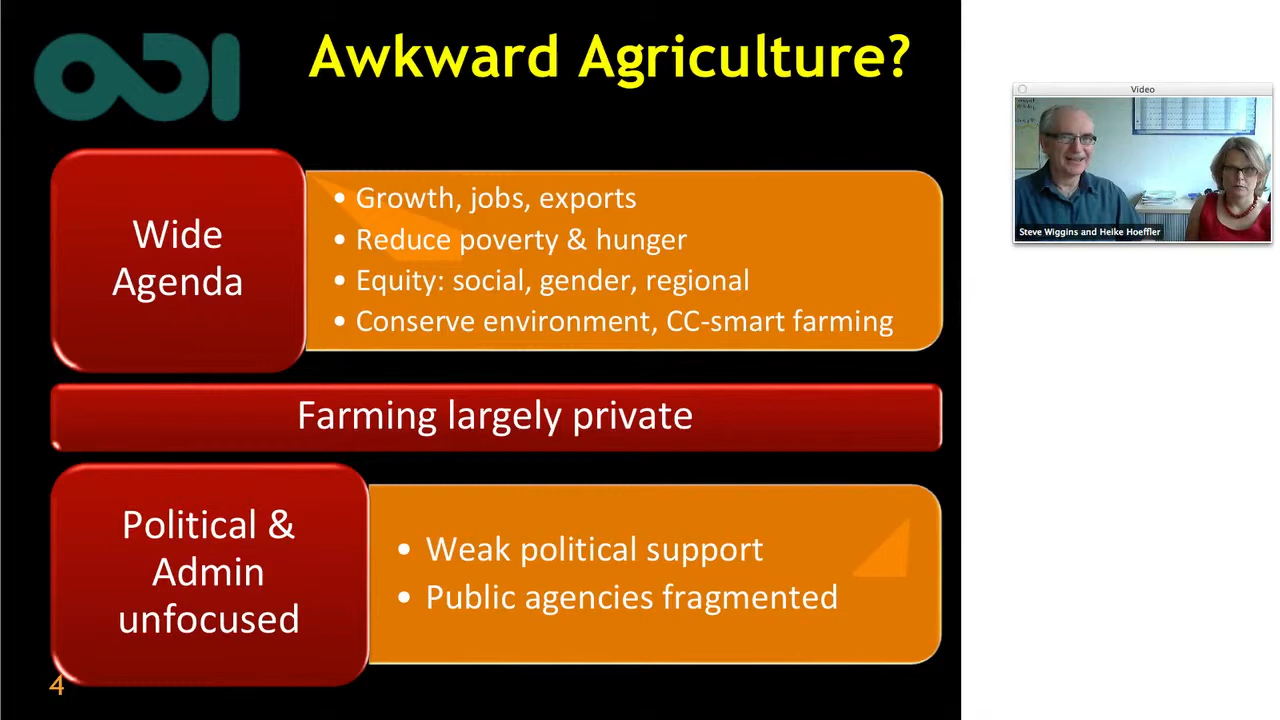 ODI
Awkward Agriculture?
Wide
Agenda
• Growth, jobs, exports
• Reduce poverty & hunger
• Equity: social, gender, regional
• Conserve environment, CC-smart farming
Farming largely private
Political &
Admin
unfocused
• Weak political support
• Public agencies fragmented
4
Video
Steve Wiggins and Heike Hoeffler